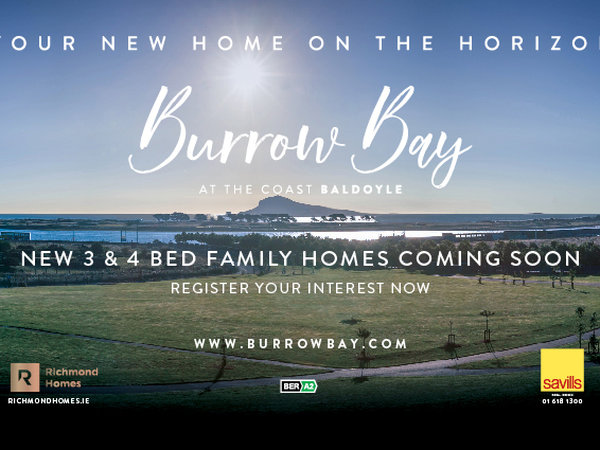 YOUR NEW HOME ON THE HORIZO
Burrow Bay
AT THE COAST BALDOYLE
NEW 3 & 4 BED FAMILY HOMES COMING SOON
REGISTER YOUR INTEREST NOW
WWW.BURROWBAY.COM
R Richmond
Homes
RICHMONDHOMES.IE
BER A2
savills
01 618 1300